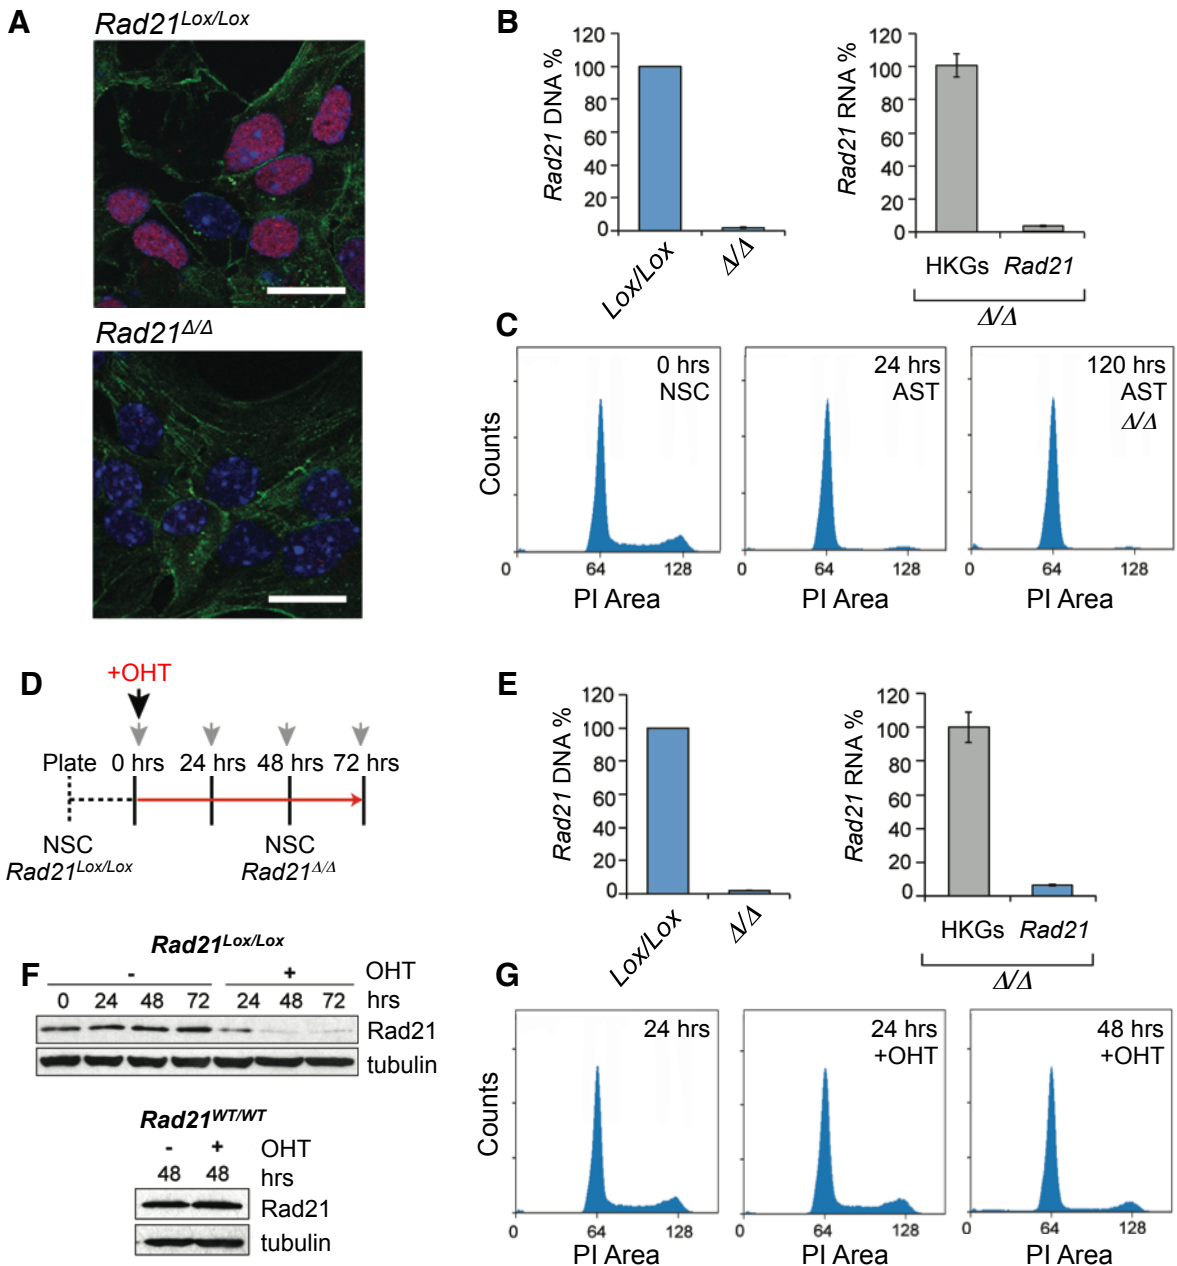 A
Rad21Lox/Lox
Rad21Δ/Δ
B
Rad21 DNA %
120
100
80
60
40
20
0
Lox/Lox
Δ/Δ
Rad21 RNA %
120
100
80
60
40
20
0
HKGs Rad21
Δ/Δ
C
Counts
0 hrs
NSC
0 64 128
PI Area
24 hrs
AST
0 64 128
PI Area
120 hrs
AST
Δ/Δ
0 64 128
PI Area
D
+OHT
Plate 0 hrs 24 hrs 48 hrs 72 hrs
NSC
Rad21Lox/Lox
NSC
Rad21Δ/Δ
E
Rad21 DNA %
120
100
80
60
40
20
0
Lox/Lox
Δ/Δ
Rad21 RNA %
120
100
80
60
40
20
0
HKGs Rad21
Δ/Δ
F
Rad21Lox/Lox
- + OHT
0 24 48 72 24 48 72 hrs
Rad21
tubulin
Rad21WT/WT
- + OHT
48 48 hrs
Rad21
tubulin
G
Counts
24 hrs
0 64 128
PI Area
24 hrs
+OHT
0 64 128
PI Area
48 hrs
+OHT
0 64 128
PI Area